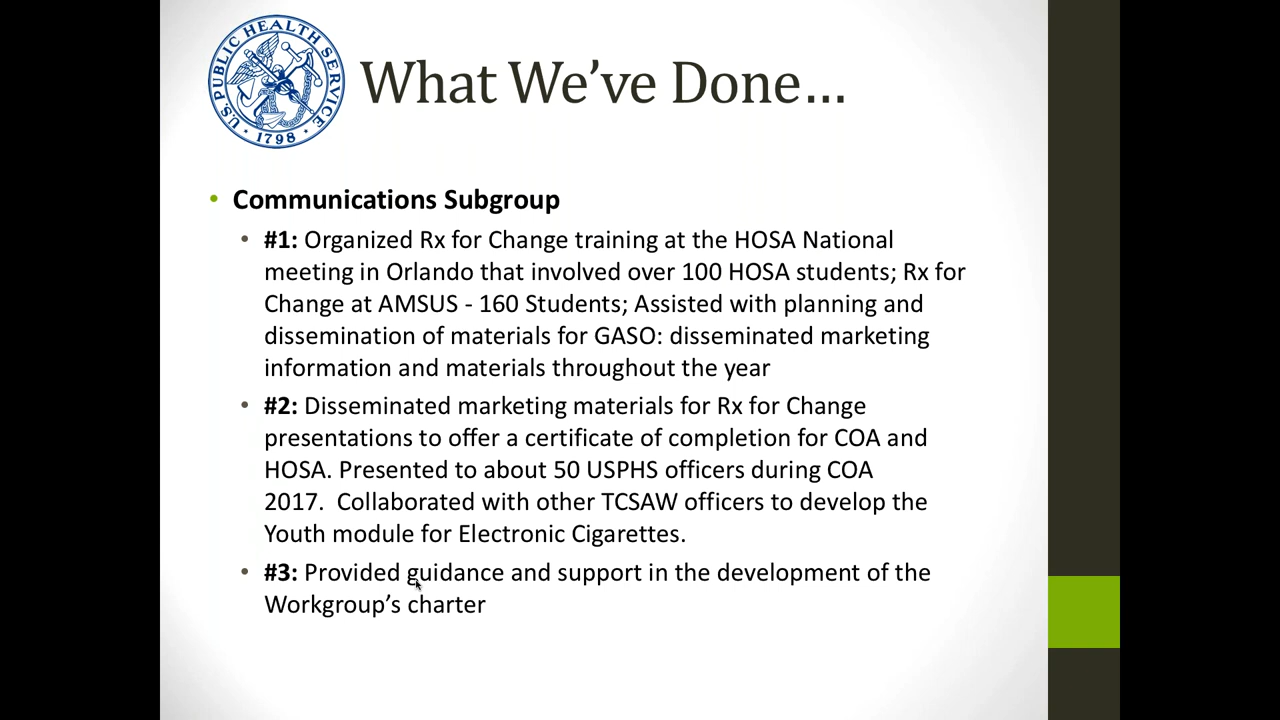 U.S. PUBLIC HEALTH SERVICE
· 1798 ·
What We’ve Done…
• Communications Subgroup
• #1: Organized Rx for Change training at the HOSA National
meeting in Orlando that involved over 100 HOSA students; Rx for
Change at AMSUS - 160 Students; Assisted with planning and
dissemination of materials for GASO: disseminated marketing
information and materials throughout the year
• #2: Disseminated marketing materials for Rx for Change
presentations to offer a certificate of completion for COA and
HOSA. Presented to about 50 USPHS officers during COA
2017.  Collaborated with other TCSAW officers to develop the
Youth module for Electronic Cigarettes.
• #3: Provided guidance and support in the development of the
Workgroup’s charter